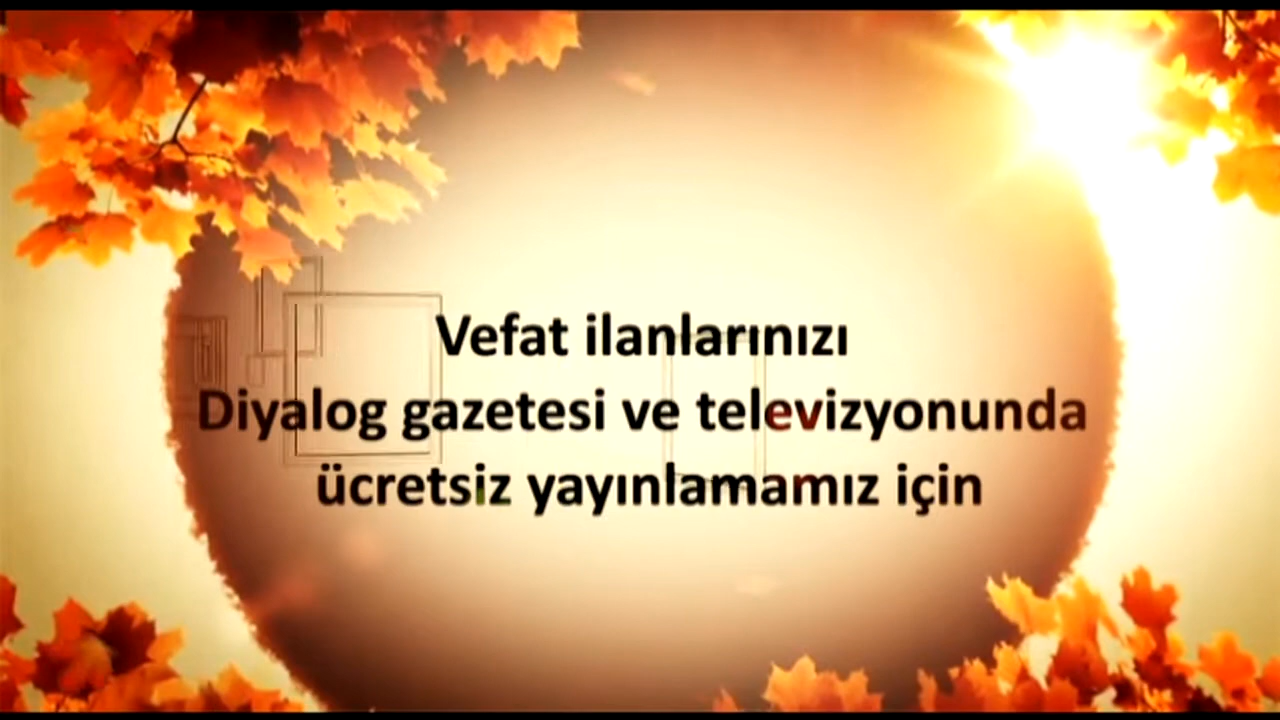 Vefat ilanlarınızı
Diyalog gazetesi ve televizyonunda
ücretsiz yayınlamamız için